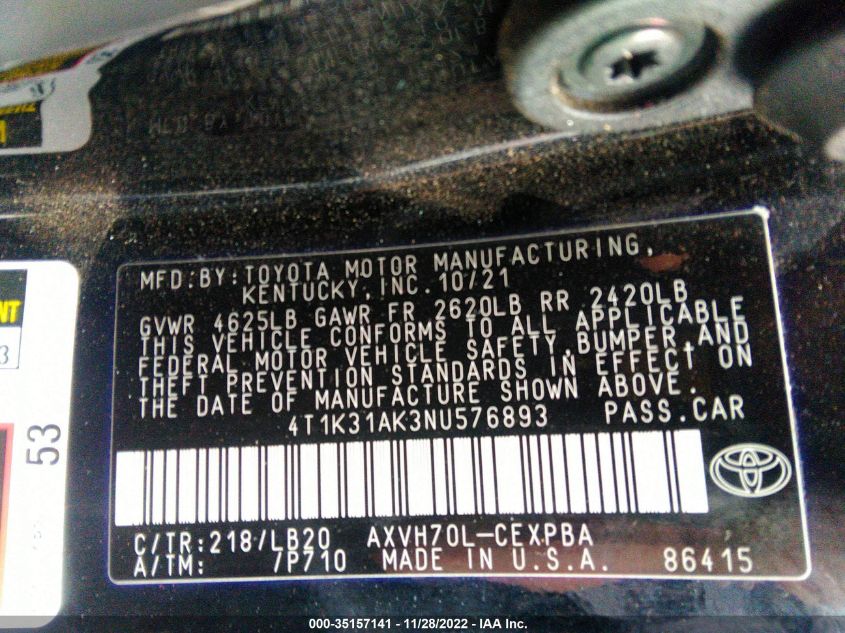 MFD.BY:TOYOTA MOTOR MANUFACTURING,
KENTUCKY,INC.10/21
GVWR 4625LB GAWR FR 2620LB RR 2420LB
THIS VEHICLE CONFORMS TO ALL APPLICABLE
FEDERAL MOTOR VEHICLE SAFETY,BUMPER,AND
THEFT PREVENTION STANDARDS IN EFFECT ON
THE DATE OF MANUFACTURE SHOWN ABOVE.
4T1K31AK3NU576893 PASS.CAR
C/TR:218/LB20 AXVH70L-CEXPBA
A/TM: /P710 MADE IN U.S.A. 86415
53
000-35157141 - 11/28/2022 - IAA Inc.